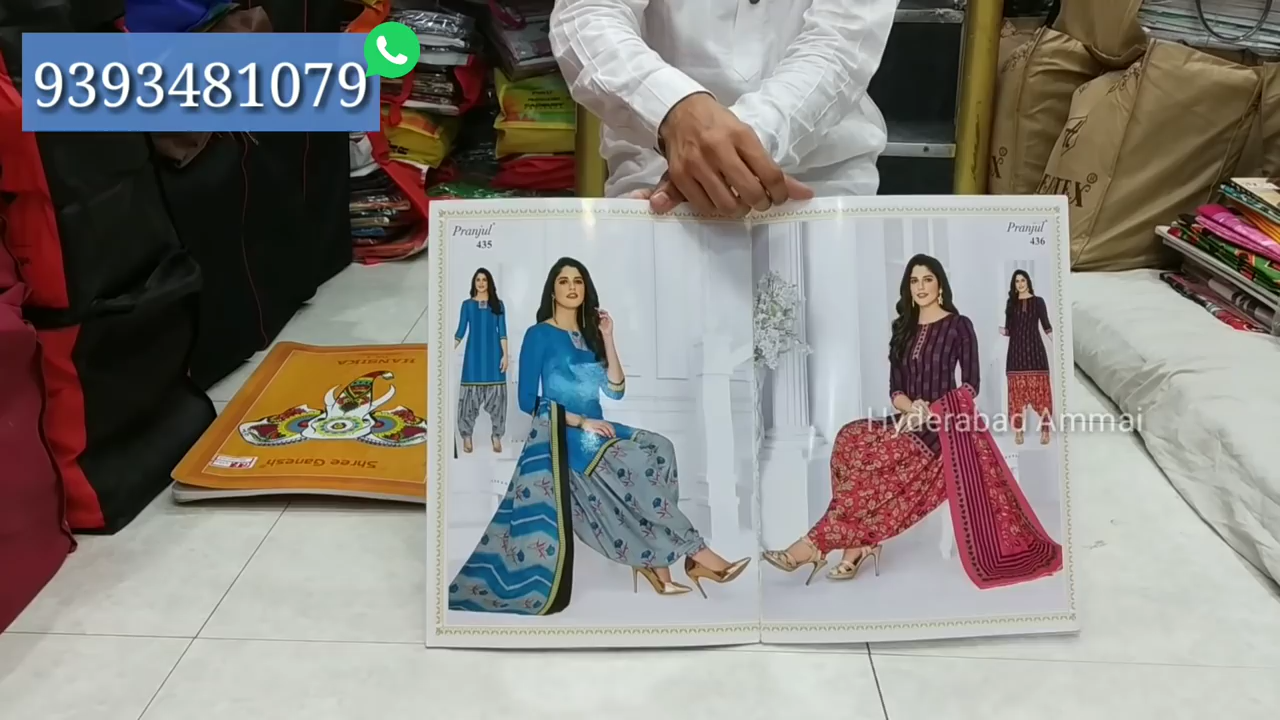 9393481079
Pranjul
435
Pranjul
436
Hyderabad Ammai
HANSIKA
Shree Ganesh